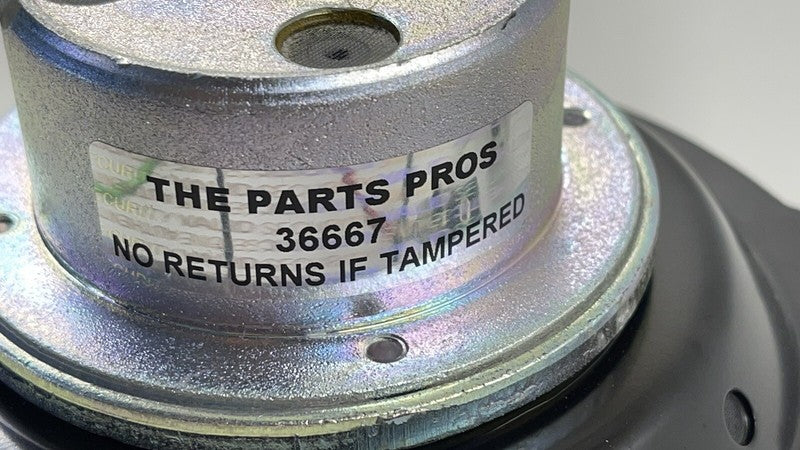 THE PARTS PROS
36667
NO RETURNS IF TAMPERED